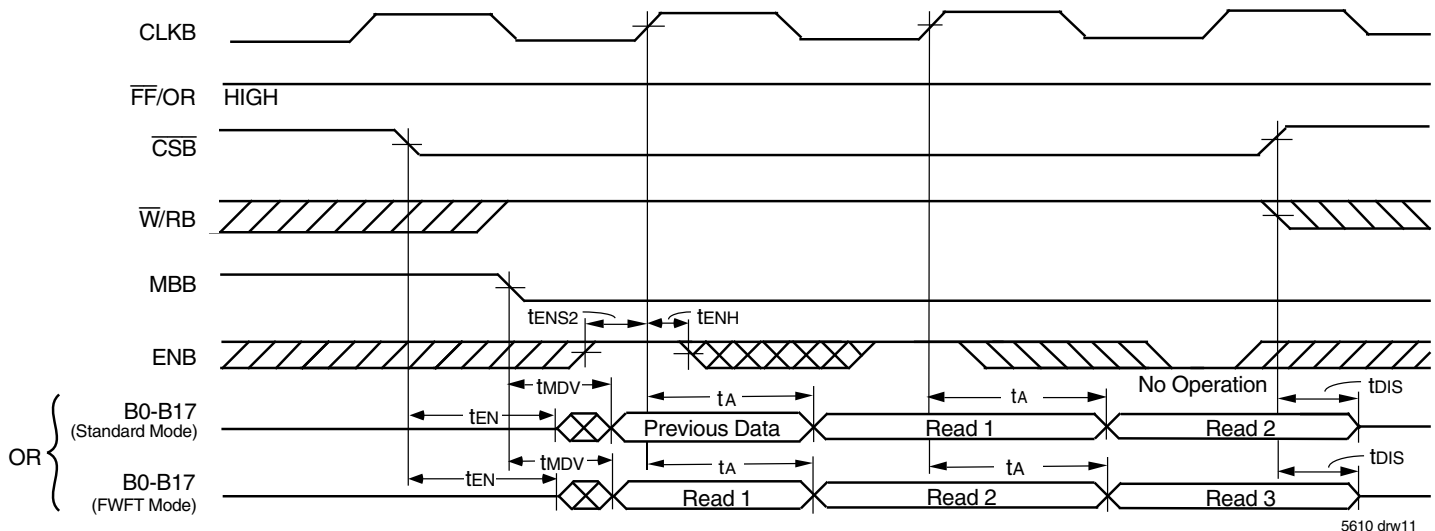 CLKB
FF/OR HIGH
CSB
W/RB
MBB
tENS2 tENH
ENB
No Operation
tMDV tA tA tDIS
tEN
B0-B17
(Standard Mode)
Previous Data Read 1 Read 2
OR
tMDV tA tA tDIS
tEN
B0-B17
(FWFT Mode)
Read 1 Read 2 Read 3
5610 drw11